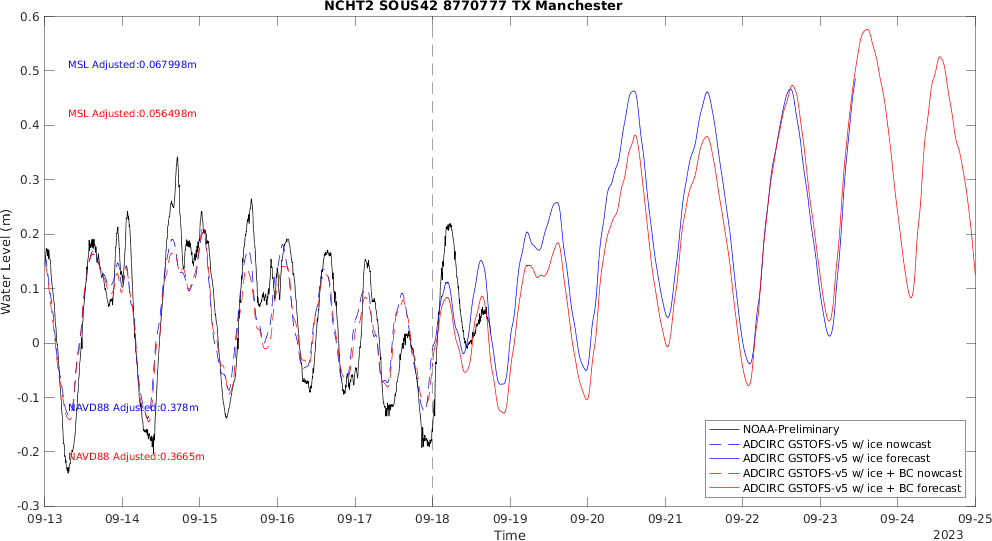 NCHT2 SOUS42 8770777 TX Manchester
0.6
0.5
0.4
0.3
0.2
0.1
0
-0.1
-0.2
-0.3
Water Level (m)
MSL Adjusted:0.067998m
MSL Adjusted:0.056498m
NAVD88 Adjusted:0.378m
NAVD88 Adjusted:0.3665m
NOAA-Preliminary
ADCIRC GSTOFS-v5 w/ ice nowcast
ADCIRC GSTOFS-v5 w/ ice forecast
ADCIRC GSTOFS-v5 w/ ice + BC nowcast
ADCIRC GSTOFS-v5 w/ ice + BC forecast
09-13 09-14 09-15 09-16 09-17 09-18 09-19 09-20 09-21 09-22 09-23 09-24 09-25
Time
2023